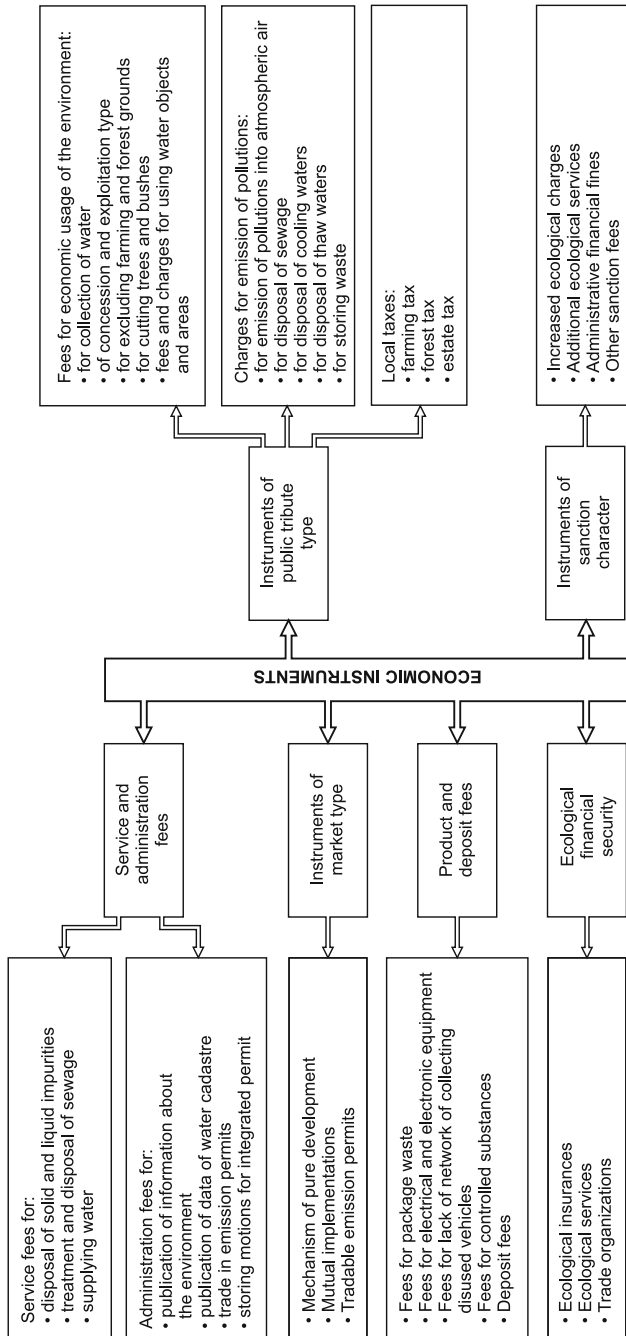 Service fees for:
• disposal of solid and liquid impurities
• treatment and disposal of sewage
• supplying water
Administration fees for:
• publication of information about
the environment
• publication of data of water cadastre
• trade in emission permits
• storing motions for integrated permit
• Mechanism of pure development
• Mutual implementations
• Tradable emission permits
• Fees for package waste
• Fees for electrical and electronic equipment
• Fees for lack of network of collecting
disused vehicles
• Fees for controlled substances
• Deposit fees
• Ecological insurances
• Ecological services
• Trade organizations
Service and
administration
fees
Instruments of
market type
Product and
deposit fees
Ecological
financial
security
ECONOMIC INSTRUMENTS
Instruments of
public tribute
type
Instruments of
sanction
character
Fees for economic usage of the environment:
• for collection of water
• of concession and exploitation type
• for excluding farming and forest grounds
• for cutting trees and bushes
• fees and charges for using water objects
and areas
Charges for emission of pollutions:
• for emission of pollutions into atmospheric air
• for disposal of sewage
• for disposal of cooling waters
• for disposal of thaw waters
• for storing waste
Local taxes:
• farming tax
• forest tax
• estate tax
• Increased ecological charges
• Additional ecological services
• Administrative financial fines
• Other sanction fees